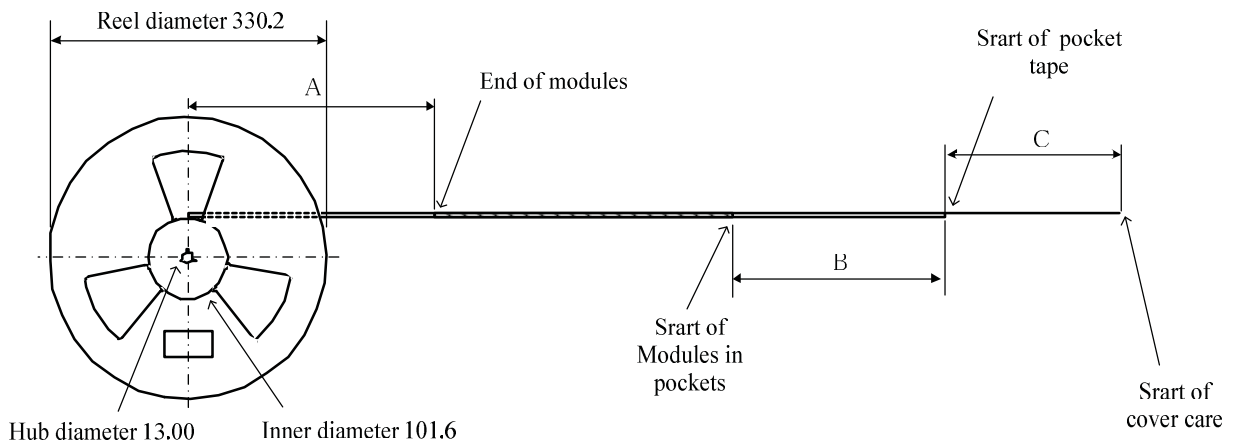 Reel diameter 330.2
A
End of modules
Srart of pocket
tape
C
B
Srart of
Modules in
pockets
Srart of
cover care
Hub diameter 13.00
Inner diameter 101.6